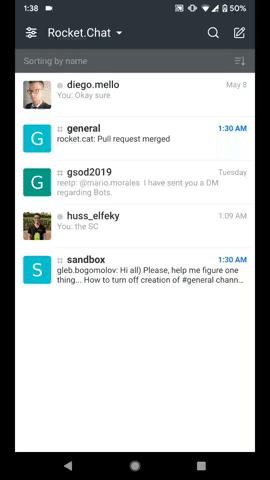 1:38 50%
Rocket.Chat
Sorting by name
diego.mello May 8
You: Okay sure
G general 1:30 AM
rocket.cat: Pull request merged
G gsod2019 Tuesday
reetp: @mario.morales I have sent you a DM
regarding Bots.
huss_elfeky 1:09 AM
You: the SC
S sandbox 1:30 AM
gleb.bogomolov: Hi all) Please, help me figure one
thing... How to turn off creation of #general chann...